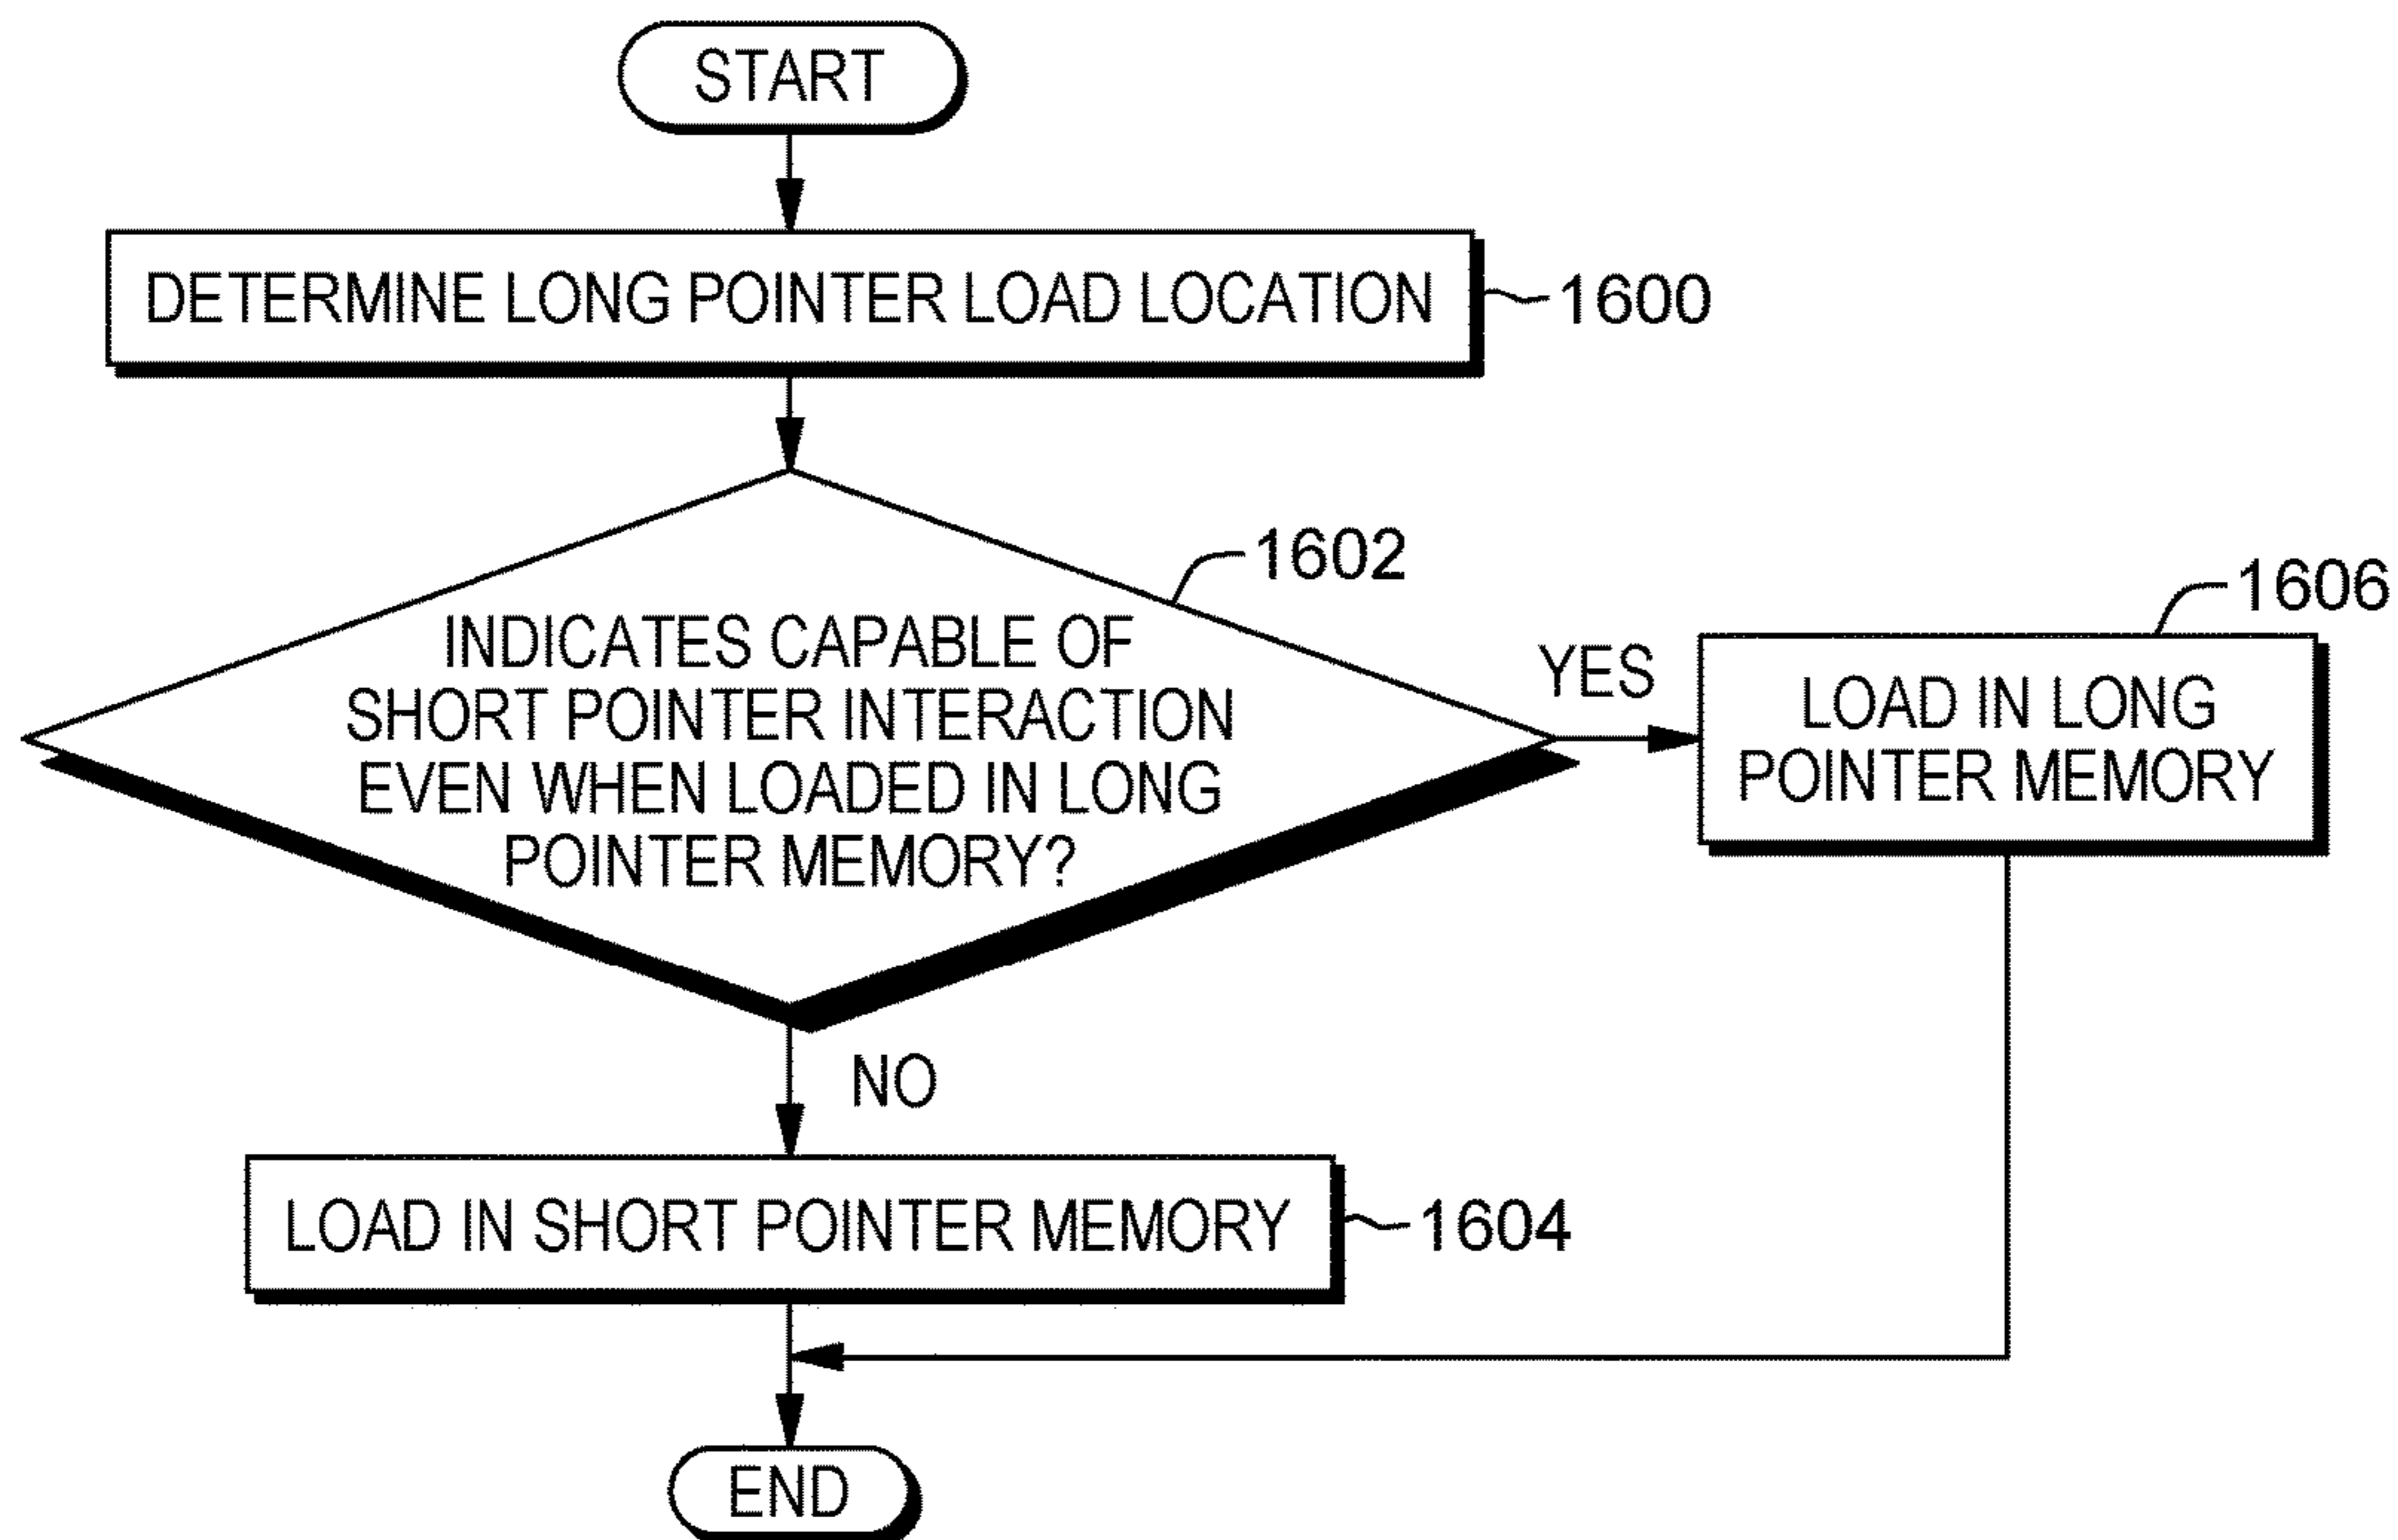 START
DETERMINE LONG POINTER LOAD LOCATION
1600
1602
INDICATES CAPABLE OF
SHORT POINTER INTERACTION
EVEN WHEN LOADED IN LONG
POINTER MEMORY?
YES
1606
LOAD IN LONG
POINTER MEMORY
NO
LOAD IN SHORT POINTER MEMORY
1604
END